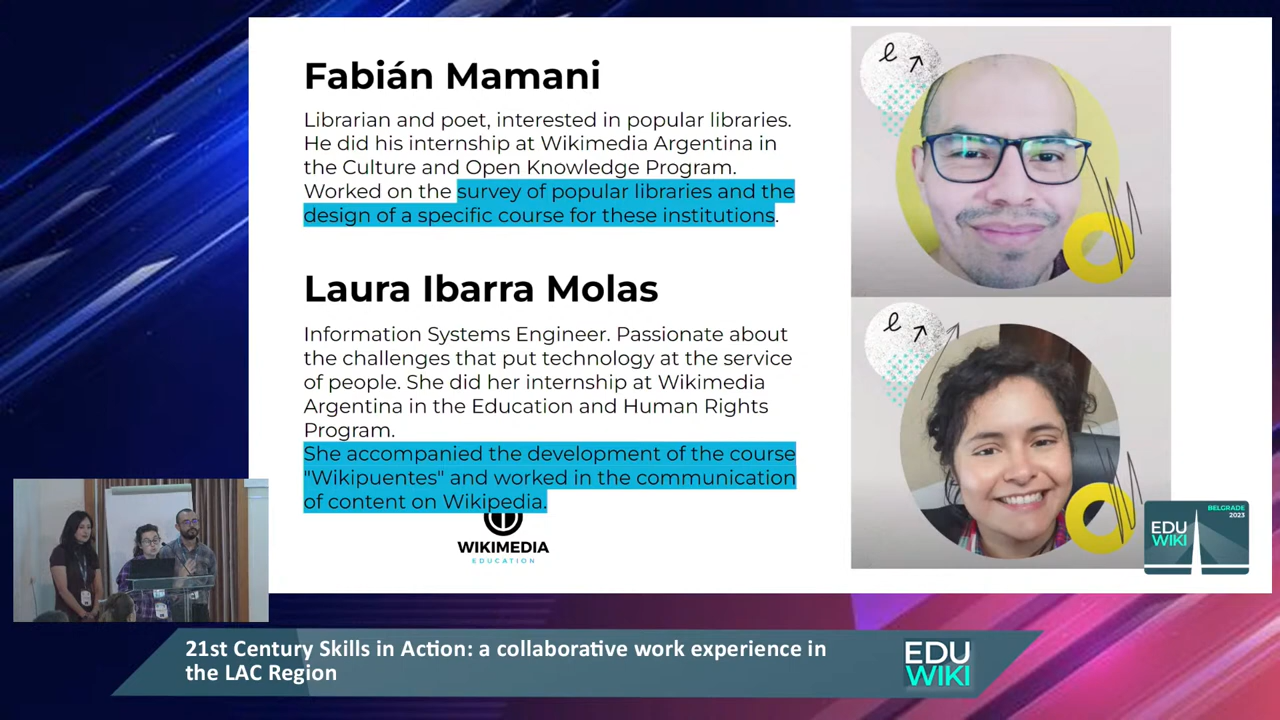 Fabián Mamani
Librarian and poet, interested in popular libraries.
He did his internship at Wikimedia Argentina in
the Culture and Open Knowledge Program.
Worked on the survey of popular libraries and the
design of a specific course for these institutions.
Laura Ibarra Molas
Information Systems Engineer. Passionate about
the challenges that put technology at the service
of people. She did her internship at Wikimedia
Argentina in the Education and Human Rights
Program.
She accompanied the development of the course
"Wikipuentes" and worked in the communication
of content on Wikipedia.
WIKIMEDIA
EDUCATION
BELGRADE
2023
EDU
WIKI
21st Century Skills in Action: a collaborative work experience in
the LAC Region
EDU
WIKI